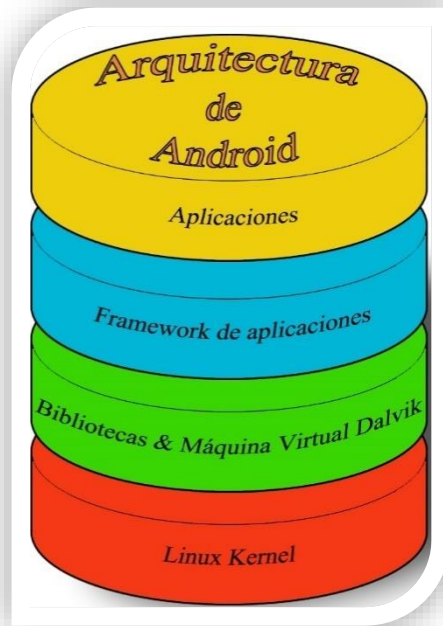 Arquitectura
de
Android
Aplicaciones
Framework de aplicaciones
Bibliotecas & Máquina Virtual Dalvik
Linux Kernel